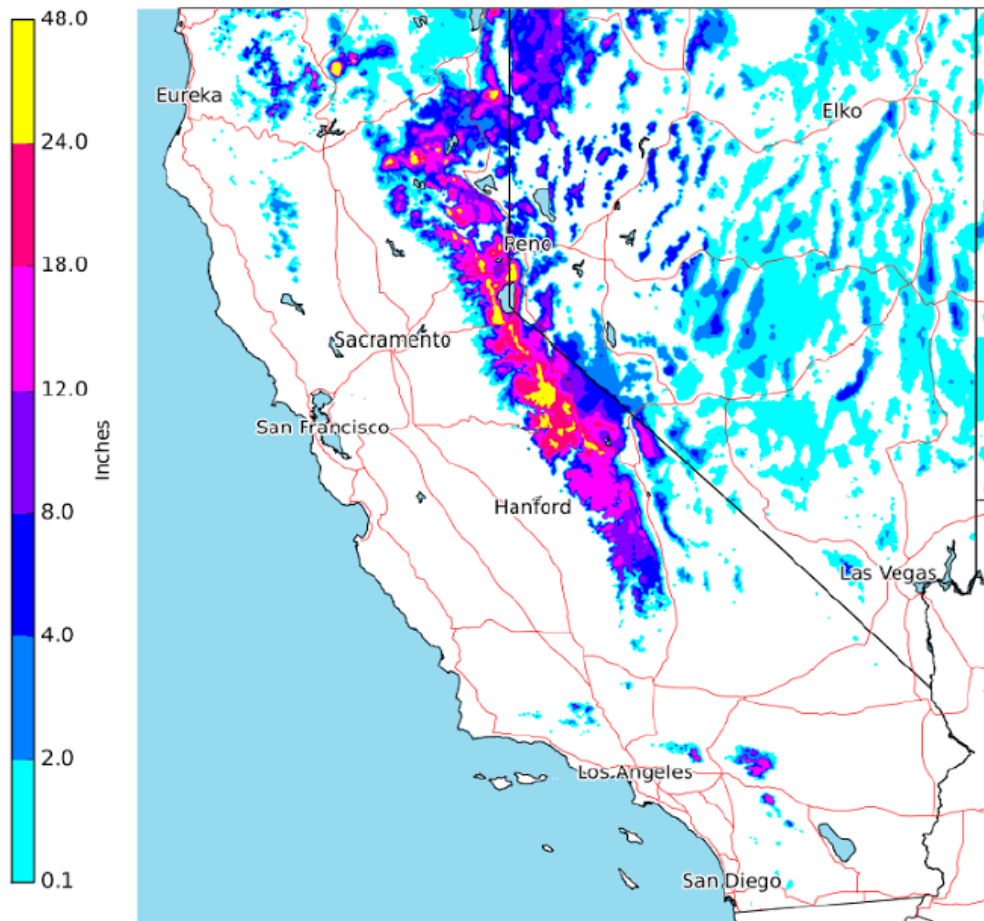 48.0
24.0
18.0
12.0
8.0
4.0
2.0
0.1
Inches
Eureka
Elko
Reno
Sacramento
San Francisco
Hanford
Las Vegas
Los Angeles
San Diego